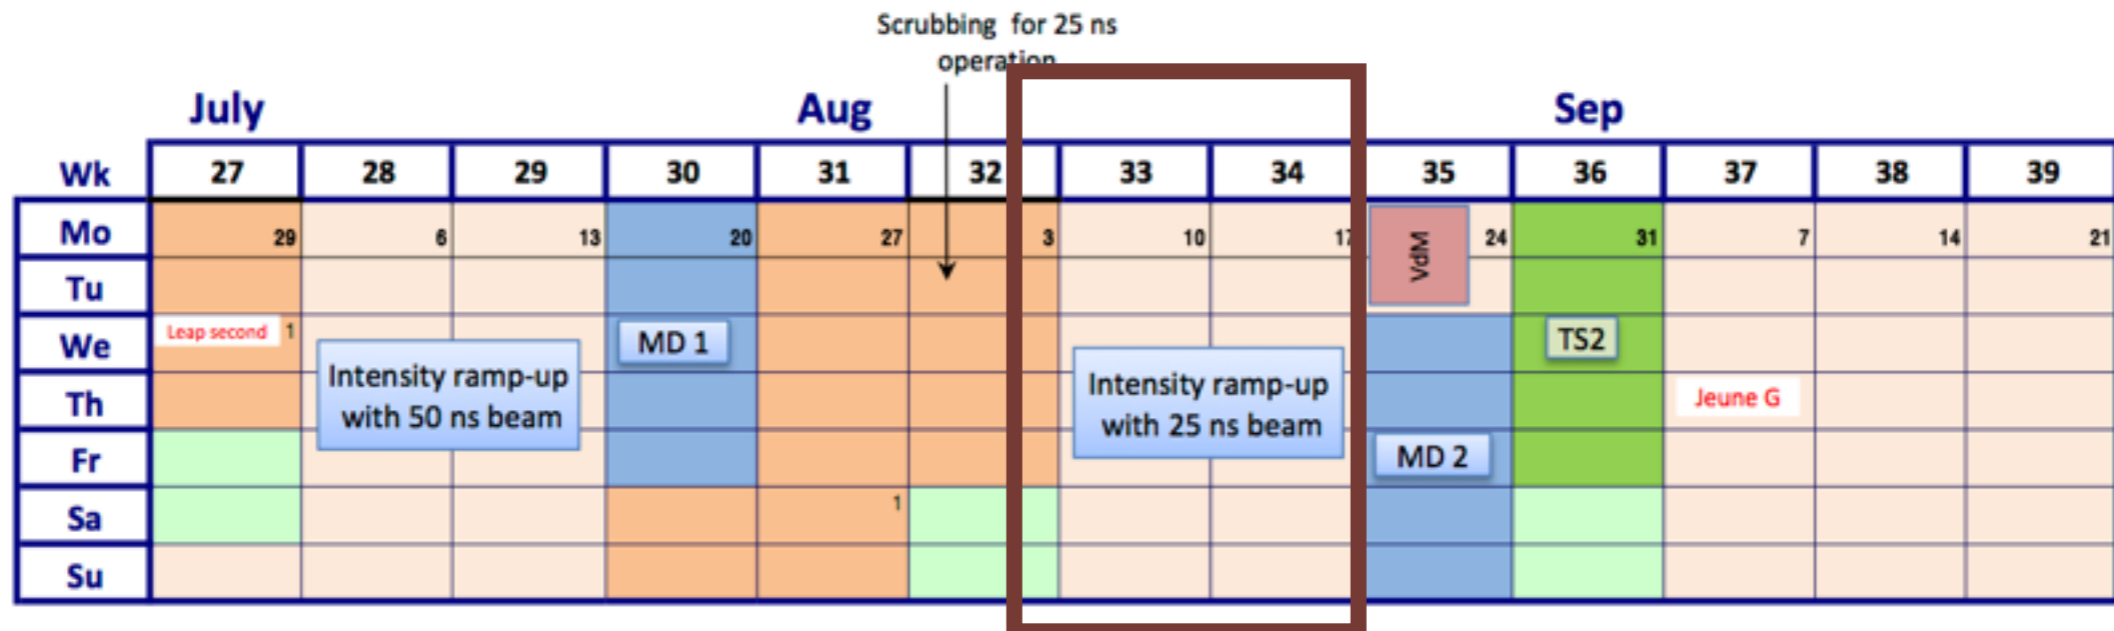 Scrubbing for 25 ns
operation
July Aug Sep
Wk 27 28 29 30 31 32 33 34 35 36 37 38 39
Mo 29 6 13 20 27 3 10 17 VdM 24 31 7 14 21
Tu
We Leap second 1 MD 1 TS2
Intensity ramp-up
with 50 ns beam
Intensity ramp-up
with 25 ns beam
Th Jeune G
Fr MD 2
Sa 1
Su